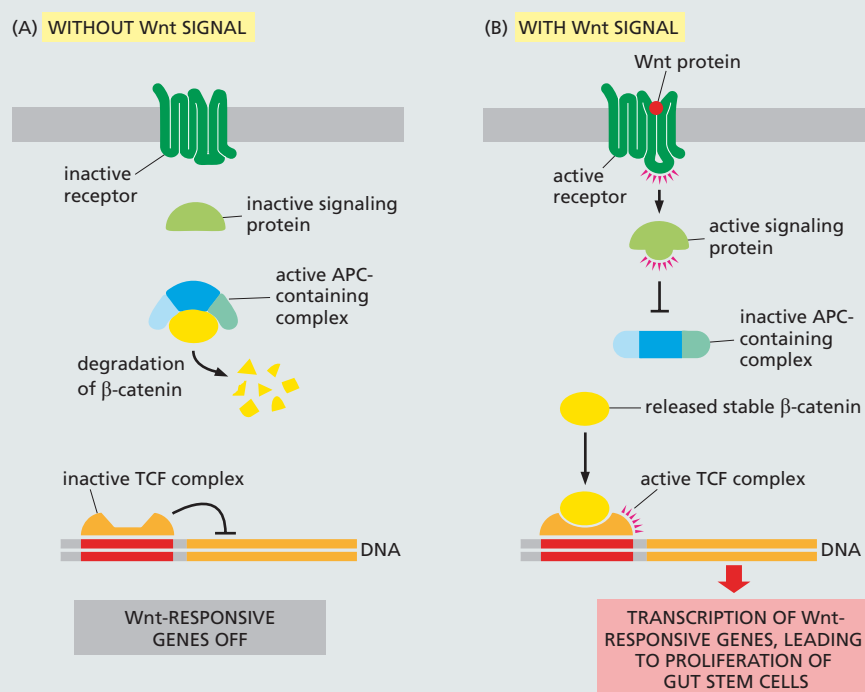 (A) WITHOUT Wnt SIGNAL
inactive
receptor
inactive signaling
protein
active APC-
containing
complex
degradation
of β-catenin
inactive TCF complex
DNA
Wnt-RESPONSIVE
GENES OFF
(B) WITH Wnt SIGNAL
Wnt protein
active
receptor
active signaling
protein
inactive APC-
containing
complex
released stable β-catenin
active TCF complex
DNA
TRANSCRIPTION OF Wnt-
RESPONSIVE GENES, LEADING
TO PROLIFERATION OF
GUT STEM CELLS